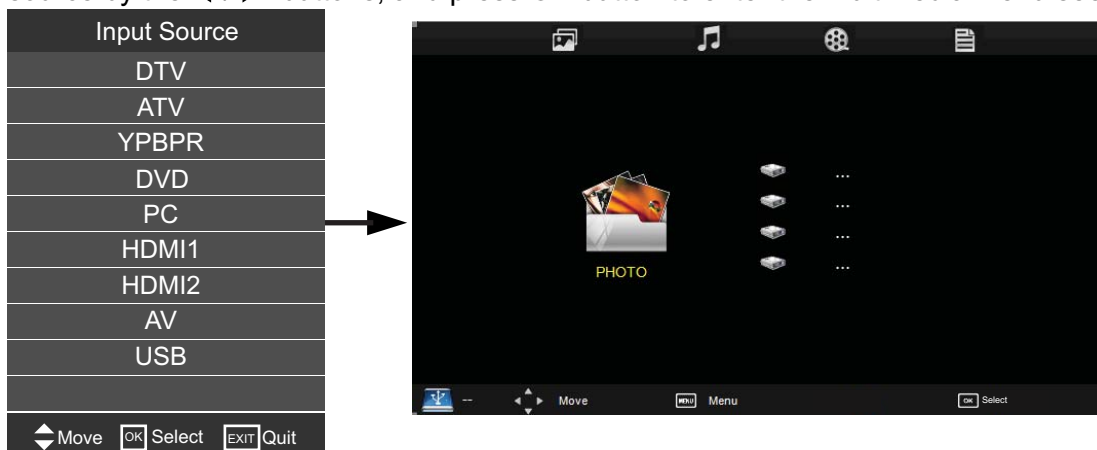 Input Source
DTV
ATV
YPBPR
DVD
PC
HDMI1
HDMI2
AV
USB
Move OK Select EXIT Quit
PHOTO
...
...
...
...
-- Move MENU Menu OK Select